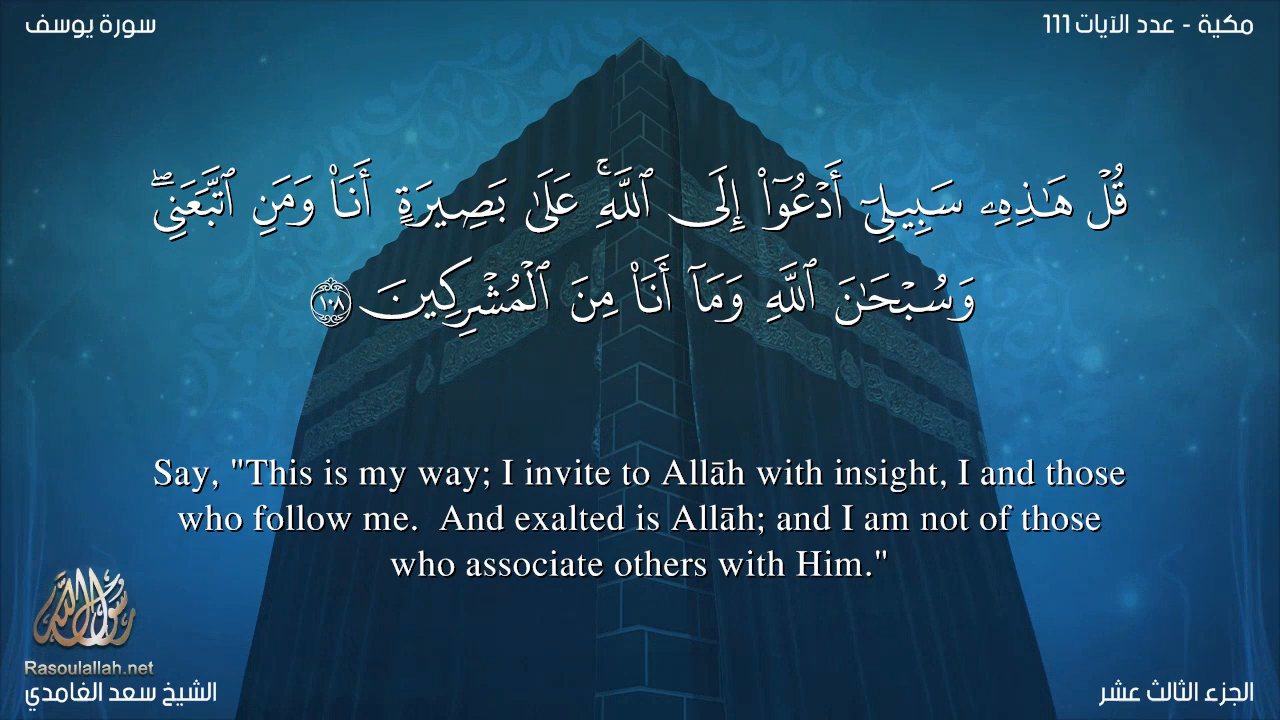 مكية - عدد الآيات 111
سورة يوسف
قُلْ هَـٰذِهِۦ سَبِيلِىٓ أَدْعُوٓا۟ إِلَى ٱللَّهِ ۚ عَلَىٰ بَصِيرَةٍ أَنَا۠ وَمَنِ ٱتَّبَعَنِى ۖ
وَسُبْحَـٰنَ ٱللَّهِ وَمَآ أَنَا۠ مِنَ ٱلْمُشْرِكِينَ ١٠٨
Say, "This is my way; I invite to Allāh with insight, I and those
who follow me.  And exalted is Allāh; and I am not of those
who associate others with Him."
رسول الله
Rasoulallah.net
الشيخ سعد الغامدي
الجزء الثالث عشر